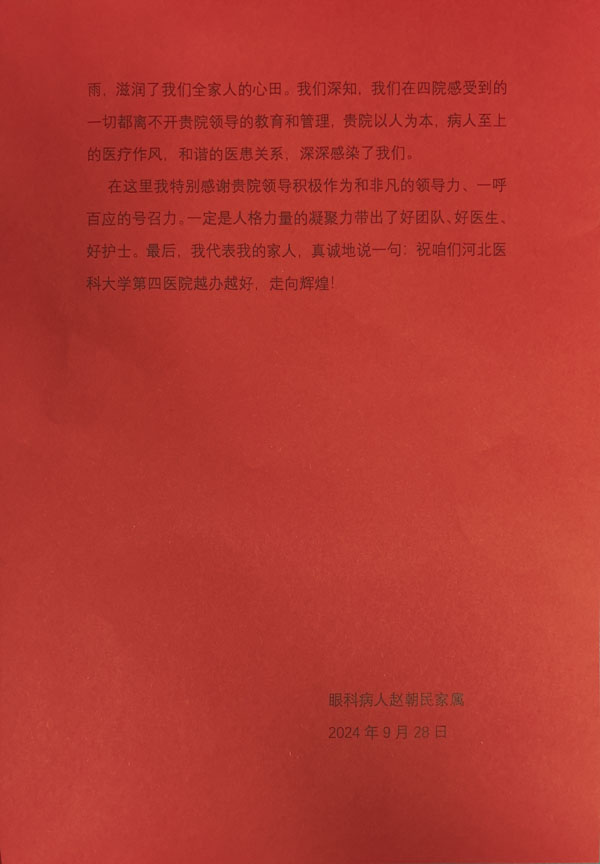 雨，滋润了我们全家人的心田。我们深知，我们在四院感受到的
一切都离不开贵院领导的教育和管理，贵院以人为本，病人至上
的医疗作风，和谐的医患关系，深深感染了我们。
在这里我特别感谢贵院领导积极作为和非凡的领导力、一呼
百应的号召力。一定是人格力量的凝聚力带出了好团队、好医生、
好护士。最后，我代表我的家人，真诚地说一句：祝咱们河北医
科大学第四医院越办越好，走向辉煌！
眼科病人赵朝民家属
2024 年 9 月 28 日